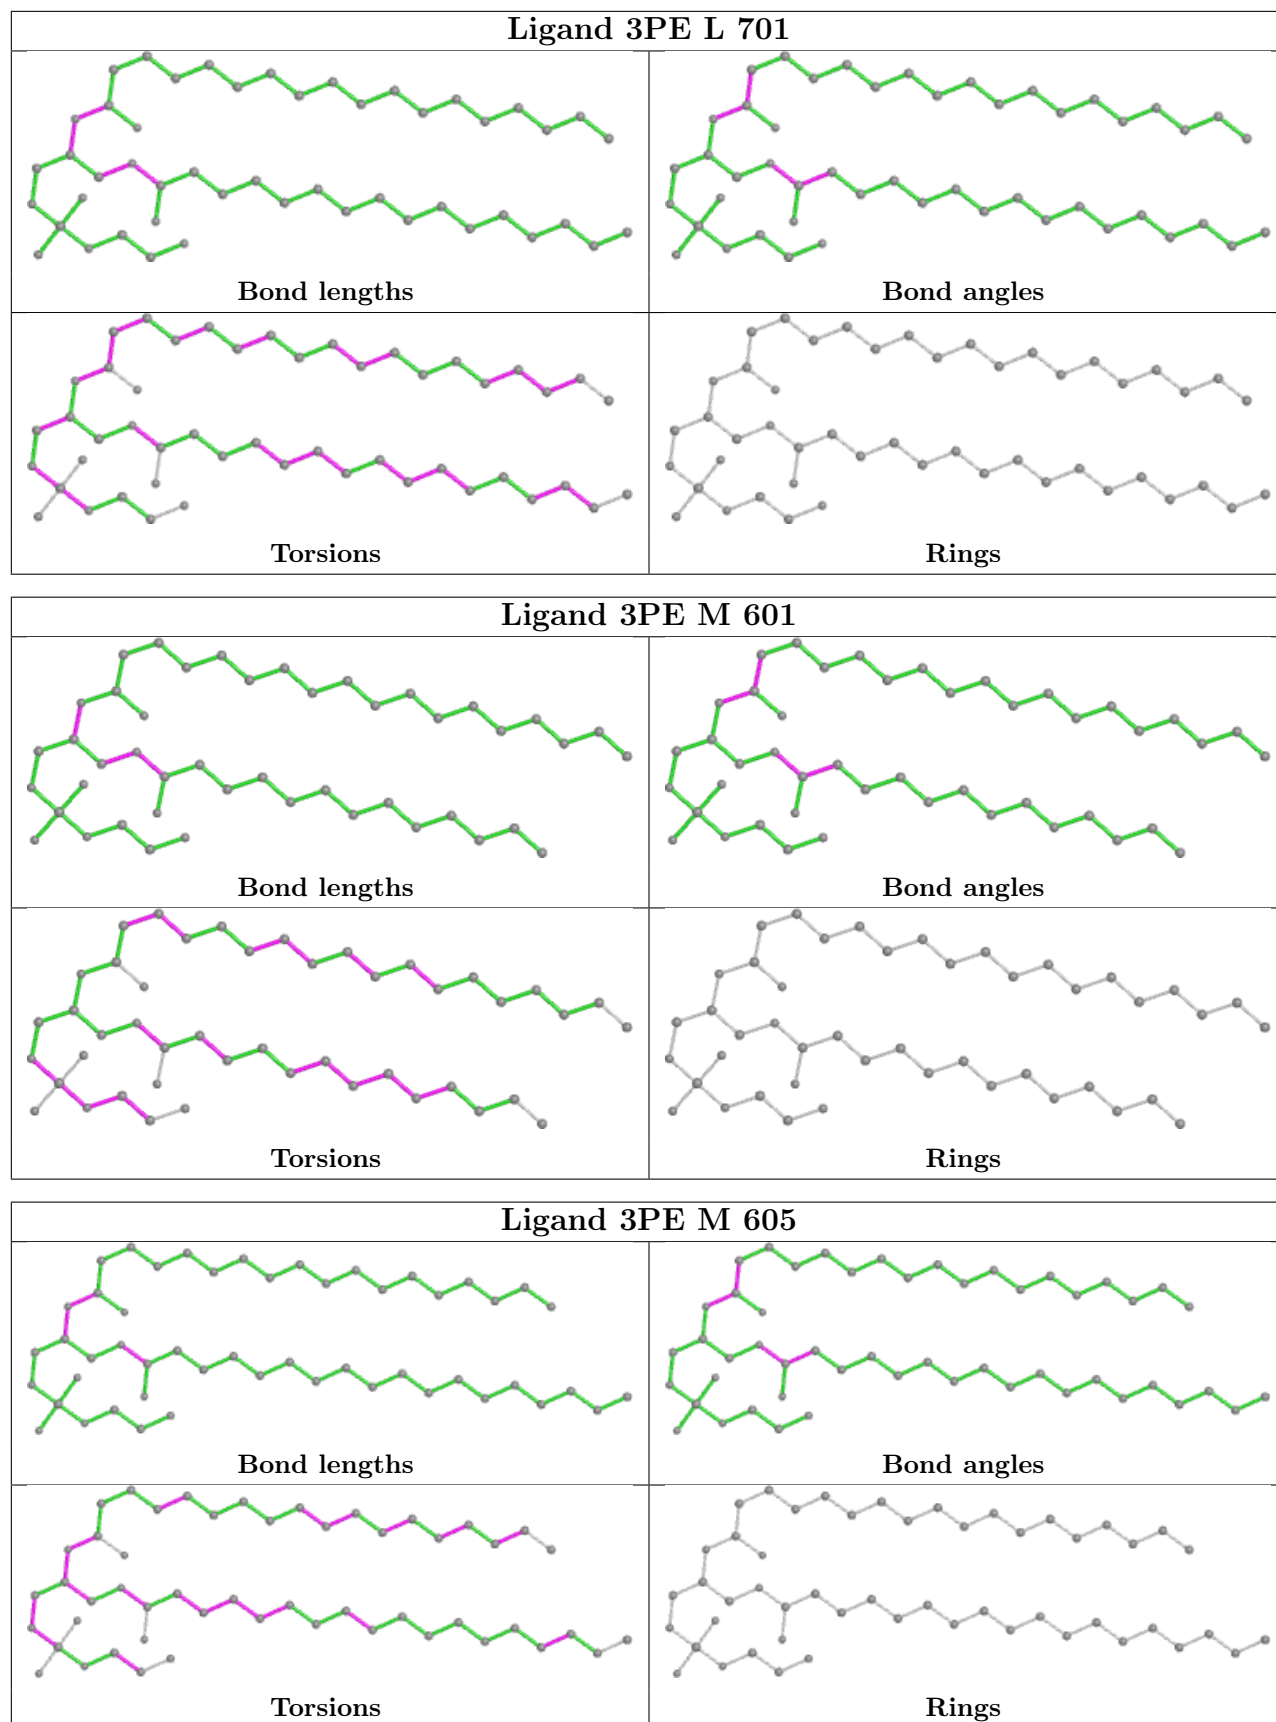 Ligand 3PE L 701
Bond lengths
Bond angles
Torsions
Rings
Ligand 3PE M 601
Bond lengths
Bond angles
Torsions
Rings
Ligand 3PE M 605
Bond lengths
Bond angles
Torsions
Rings